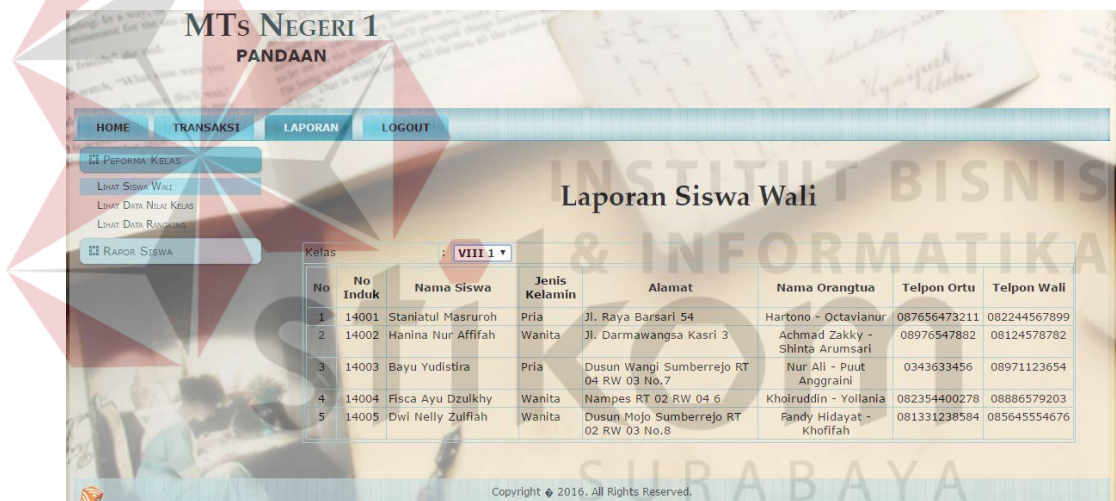 MTs NEGERI 1
PANDAAN
HOME TRANSAKSI LAPORAN LOGOUT
PEFORMA KELAS
LIHAT SISWA WALI
LIHAT DATA NILAI KELAS
LIHAT DATA RANGKING
RAPOR SISWA
Laporan Siswa Wali
Kelas : VIII 1
No No Induk Nama Siswa Jenis Kelamin Alamat Nama Orangtua Telpon Ortu Telpon Wali
1 14001 Staniatul Masruroh Pria Jl. Raya Barsari 54 Hartono - Octavianur 087656473211 082244567899
2 14002 Hanina Nur Affifah Wanita Jl. Darmawangsa Kasri 3 Achmad Zakky - Shinta Arumsari 08976547882 08124578782
3 14003 Bayu Yudistira Pria Dusun Wangi Sumberrejo RT 04 RW 03 No.7 Nur Ali - Puut Anggraini 0343633456 08971123654
4 14004 Fisca Ayu Dzulkhy Wanita Nampes RT 02 RW 04 6 Khoiruddin - Yollania 082354400278 08886579203
5 14005 Dwi Nelly Zulfiah Wanita Dusun Mojo Sumberrejo RT 02 RW 03 No.8 Fandy Hidayat - Khofifah 081331238584 085645554676
Copyright � 2016. All Rights Reserved.
INSTITUT BISNIS
& INFORMATIKA
stikom
SURABAYA